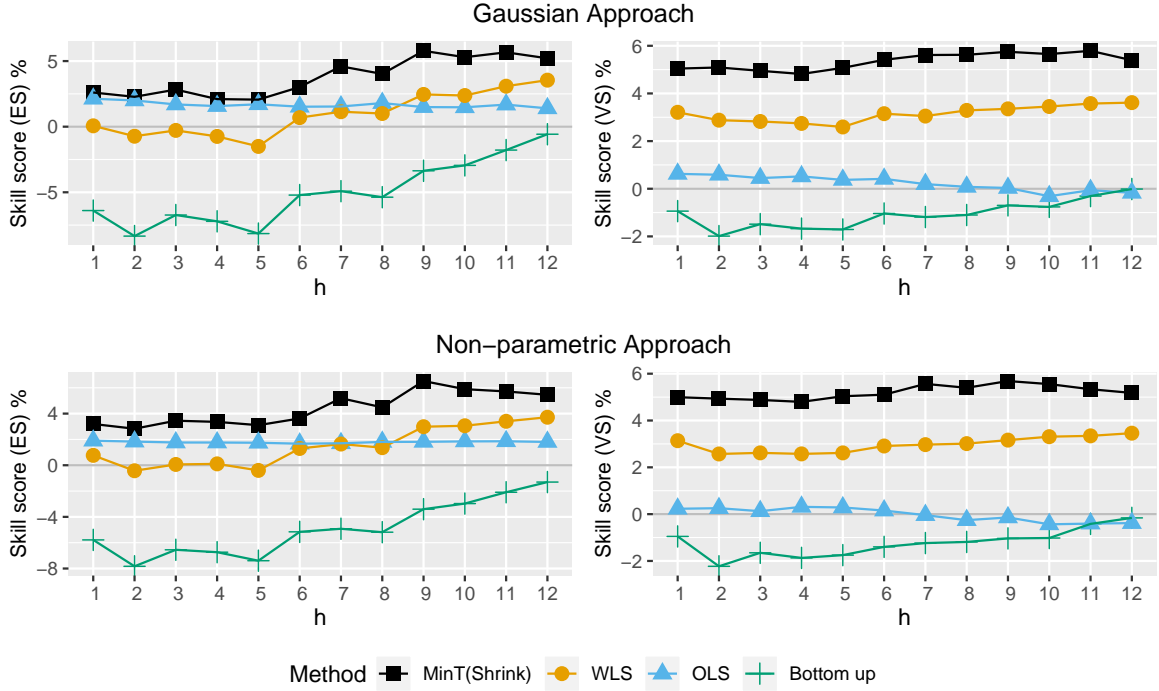 Gaussian Approach
Skill score (ES) %
5
0
−5
1 2 3 4 5 6 7 8 9 10 11 12
h
Skill score (VS) %
6
4
2
0
−2
1 2 3 4 5 6 7 8 9 10 11 12
h
Non−parametric Approach
Skill score (ES) %
4
0
−4
−8
1 2 3 4 5 6 7 8 9 10 11 12
h
Skill score (VS) %
6
4
2
0
−2
1 2 3 4 5 6 7 8 9 10 11 12
h
Method MinT(Shrink) WLS OLS Bottom up